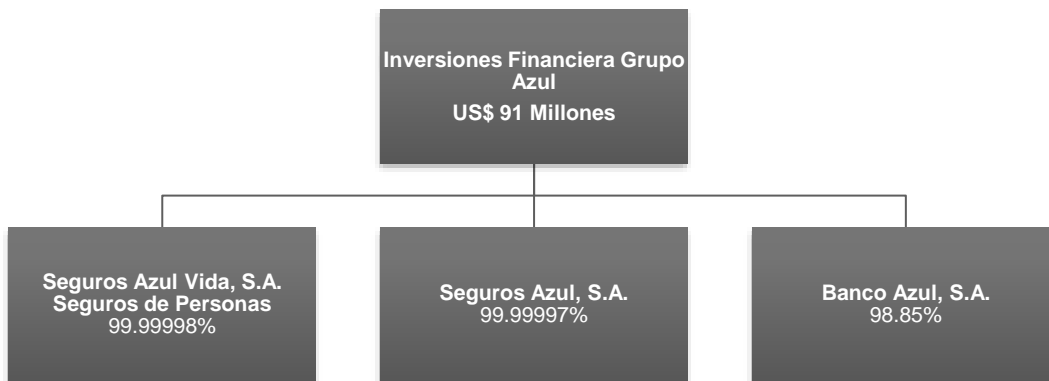 Inversiones Financiera Grupo
Azul
US$ 91 Millones
Seguros Azul Vida, S.A.
Seguros de Personas
99.99998%
Seguros Azul, S.A.
99.99997%
Banco Azul, S.A.
98.85%